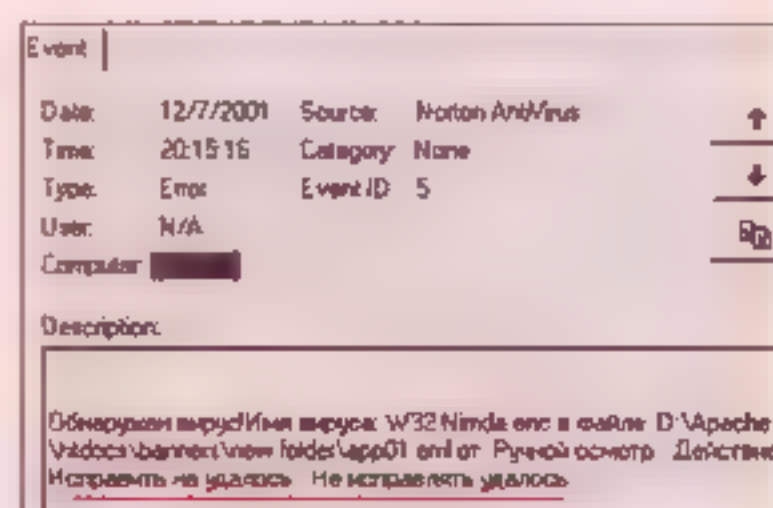 Event
Date: 12/7/2001 Source: Norton AntiVirus
Time: 20:15:16 Category: None
Type: Error Event ID: 5
User: N/A
Computer:
Description:
Обнаружен вирус!Имя вируса: W32.Nimda.enc в файле: D:\Apache
\htdocs\banners\new folder\app01.eml от: Ручной осмотр. Действие:
Исправить не удалось : Не исправлять удалось